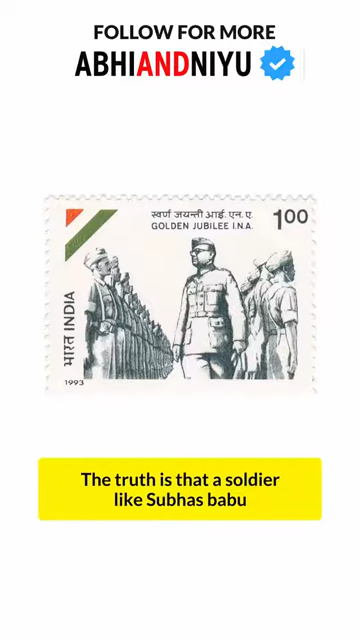 FOLLOW FOR MORE
ABHIANDNIYU
स्वर्ण जयन्ती आई. एन. ए.
GOLDEN JUBILEE I.N.A.
1.00
भारत INDIA
1993
The truth is that a soldier
like Subhas babu